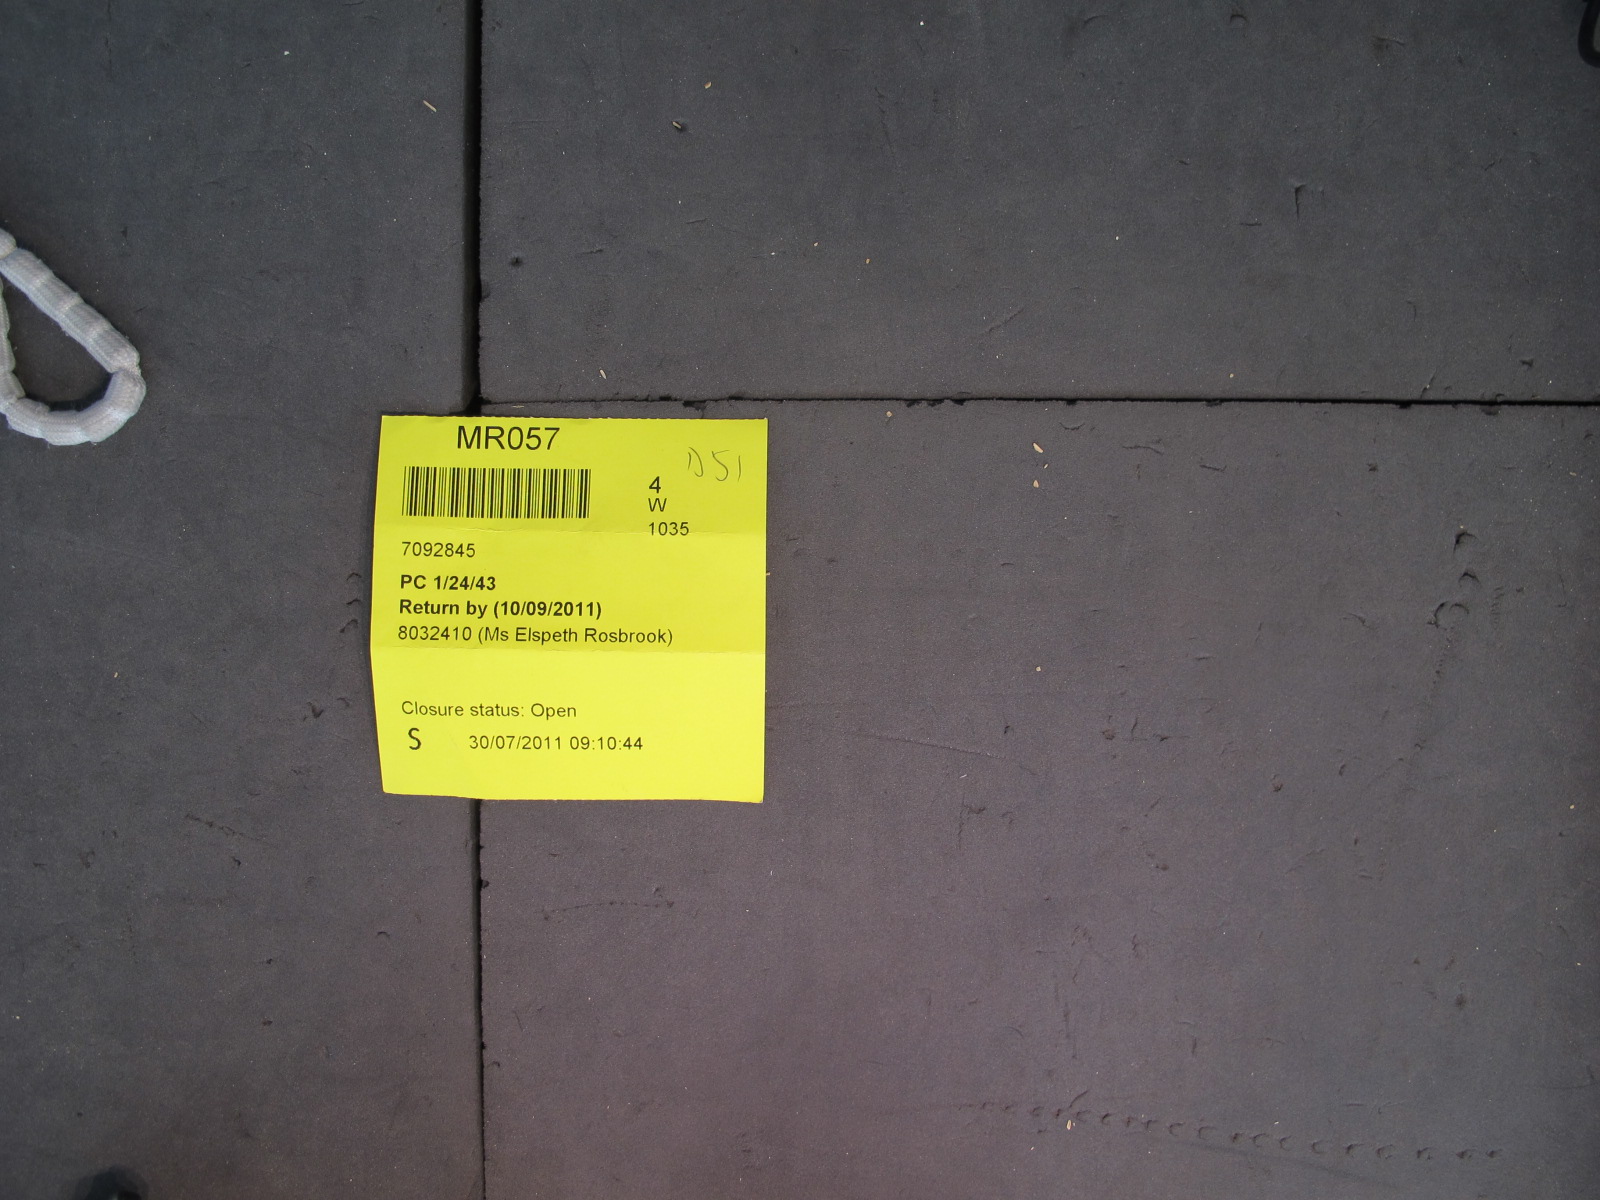 MR057
D51
4
W
1035
7092845
PC 1/24/43
Return by (10/09/2011)
8032410 (Ms Elspeth Rosbrook)
Closure status: Open
S 30/07/2011 09:10:44